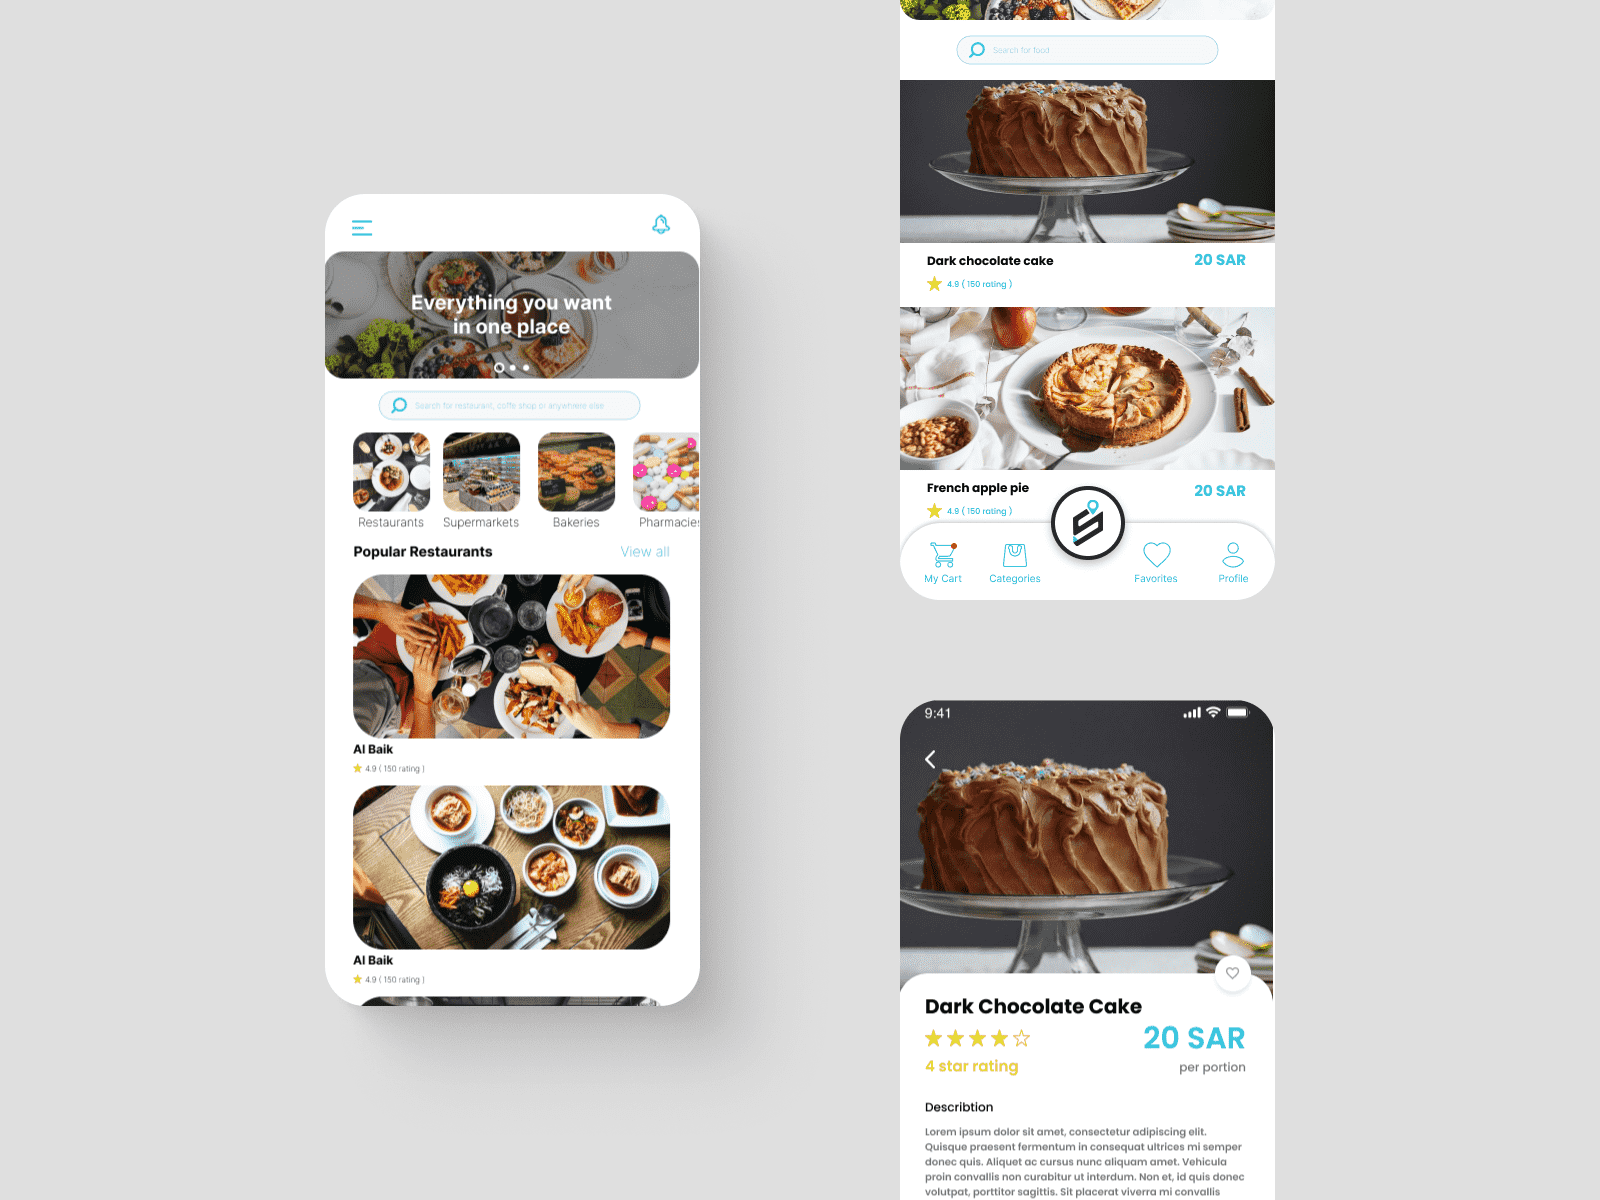 Everything you want
in one place
Search for restaurant, coffe shop or anywhere else
Restaurants
Supermarkets
Bakeries
Pharmacies
Popular Restaurants
View all
Al Baik
4.9 ( 150 rating )
Al Baik
4.9 ( 150 rating )
Search for food
Dark chocolate cake
20 SAR
4.9 ( 150 rating )
French apple pie
20 SAR
4.9 ( 150 rating )
My Cart
Categories
Favorites
Profile
9:41
Dark Chocolate Cake
20 SAR
4 star rating
per portion
Describtion
Lorem ipsum dolor sit amet, consectetur adipiscing elit.
Quisque praesent fermentum in consequat ultrices mi semper
donec quis. Aliquet ac cursus nunc aliquam amet. Vehicula
proin convallis non curabitur ut interdum. Non et, id quis donec
volutpat, porttitor sagittis. Sit placerat viverra mi convallis